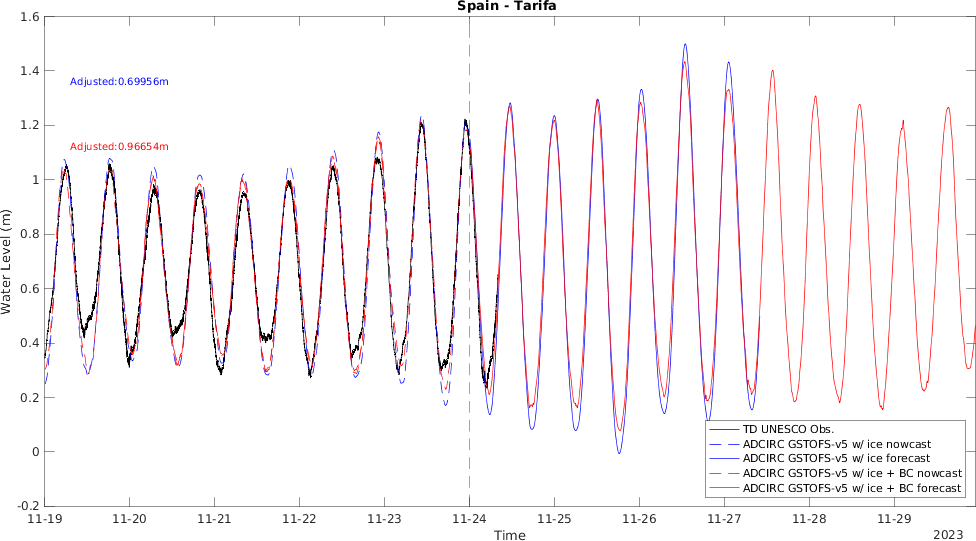 Spain - Tarifa
1.6
1.4
1.2
1
0.8
0.6
0.4
0.2
0
-0.2
Water Level (m)
Adjusted:0.69956m
Adjusted:0.96654m
TD UNESCO Obs.
ADCIRC GSTOFS-v5 w/ ice nowcast
ADCIRC GSTOFS-v5 w/ ice forecast
ADCIRC GSTOFS-v5 w/ ice + BC nowcast
ADCIRC GSTOFS-v5 w/ ice + BC forecast
11-19 11-20 11-21 11-22 11-23 11-24 11-25 11-26 11-27 11-28 11-29
Time
2023